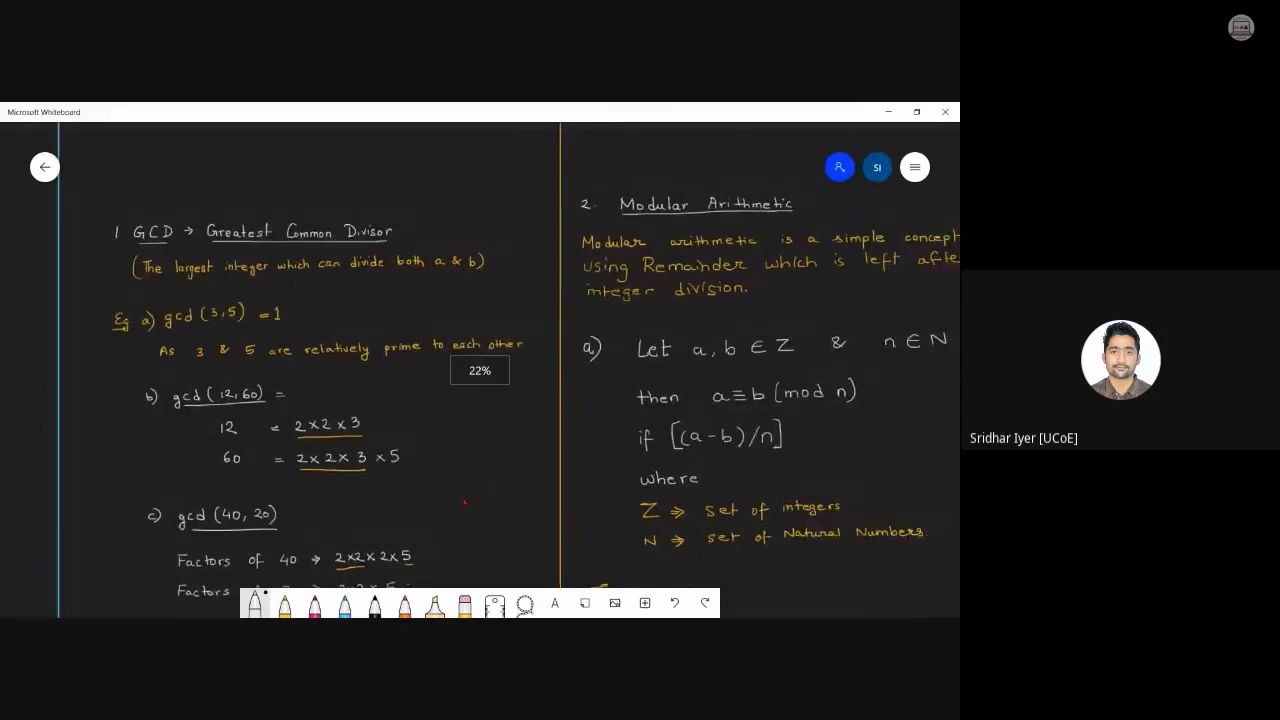 Microsoft Whiteboard
SI
1 GCD → Greatest Common Divisor
(The largest integer which can divide both a & b)
Eg a) gcd (3,5) = 1
As 3 & 5 are relatively prime to each other
22%
b) gcd (12,60) =
12 = 2×2×3
60 = 2×2×3×5
c) gcd (40, 20)
Factors of 40 → 2×2×2×5
Factors
2. Modular Arithmetic
Modular arithmetic is a simple concept
using Remainder which is left afte
integer division.
a) Let a, b ∈ Z & n ∈ N
then a ≡ b (mod n)
if [(a-b)/n]
where
Z ⇒ set of integers
N ⇒ set of Natural Numbers.
A
Sridhar Iyer [UCoE]